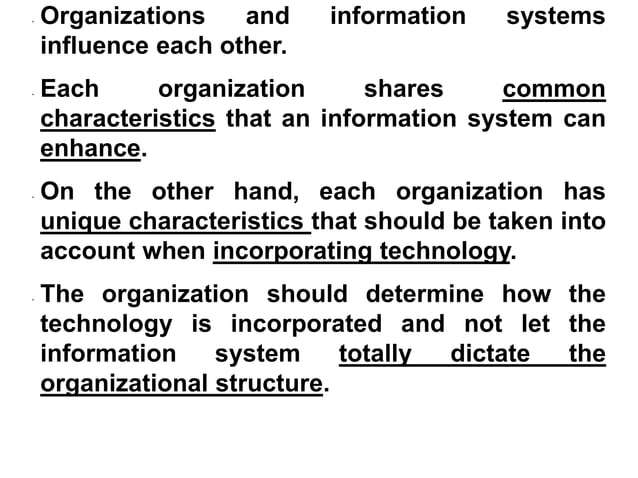 Organizations and information systems
influence each other.
Each organization shares common
characteristics that an information system can
enhance.
On the other hand, each organization has
unique characteristics that should be taken into
account when incorporating technology.
The organization should determine how the
technology is incorporated and not let the
information system totally dictate the
organizational structure.